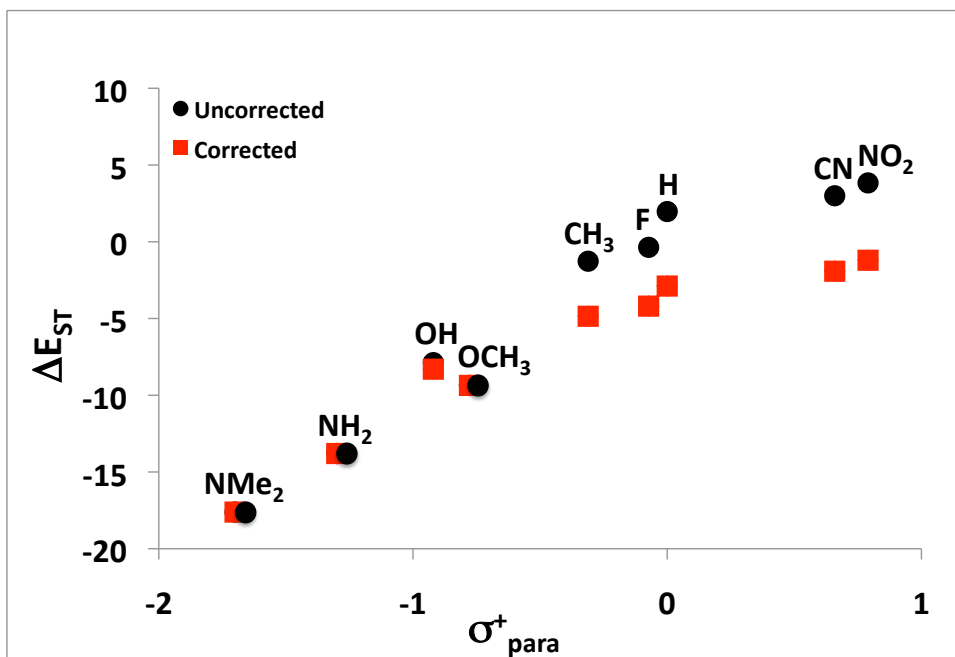 10
5
0
-5
-10
-15
-20
ΔE_ST
Uncorrected
Corrected
NMe₂
NH₂
OH
OCH₃
CH₃
F
H
CN
NO₂
-2
-1
0
1
σ⁺para